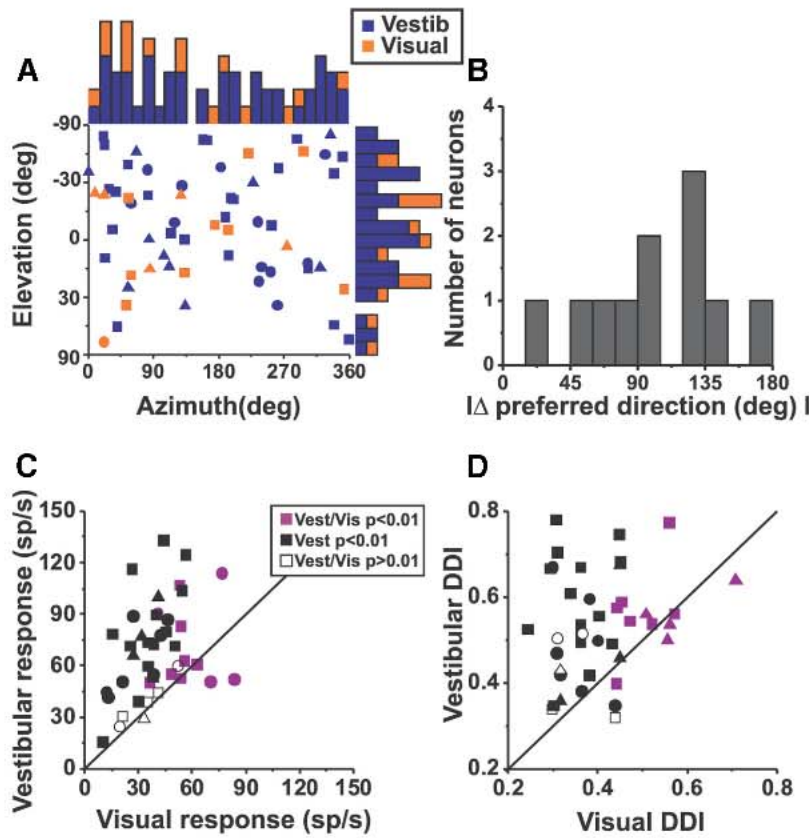 A
Vestib
Visual
B
Elevation (deg)
-90
-30
0
30
90
0
90
180
270
360
Azimuth(deg)
Number of neurons
4
3
2
1
0
0
45
90
135
180
|Δ preferred direction (deg) |
C
Vestibular response (sp/s)
150
120
90
60
30
0
0
30
60
90
120
150
Visual response (sp/s)
Vest/Vis p<0.01
Vest p<0.01
Vest/Vis p>0.01
D
Vestibular DDI
0.8
0.6
0.4
0.2
0.2
0.4
0.6
0.8
Visual DDI